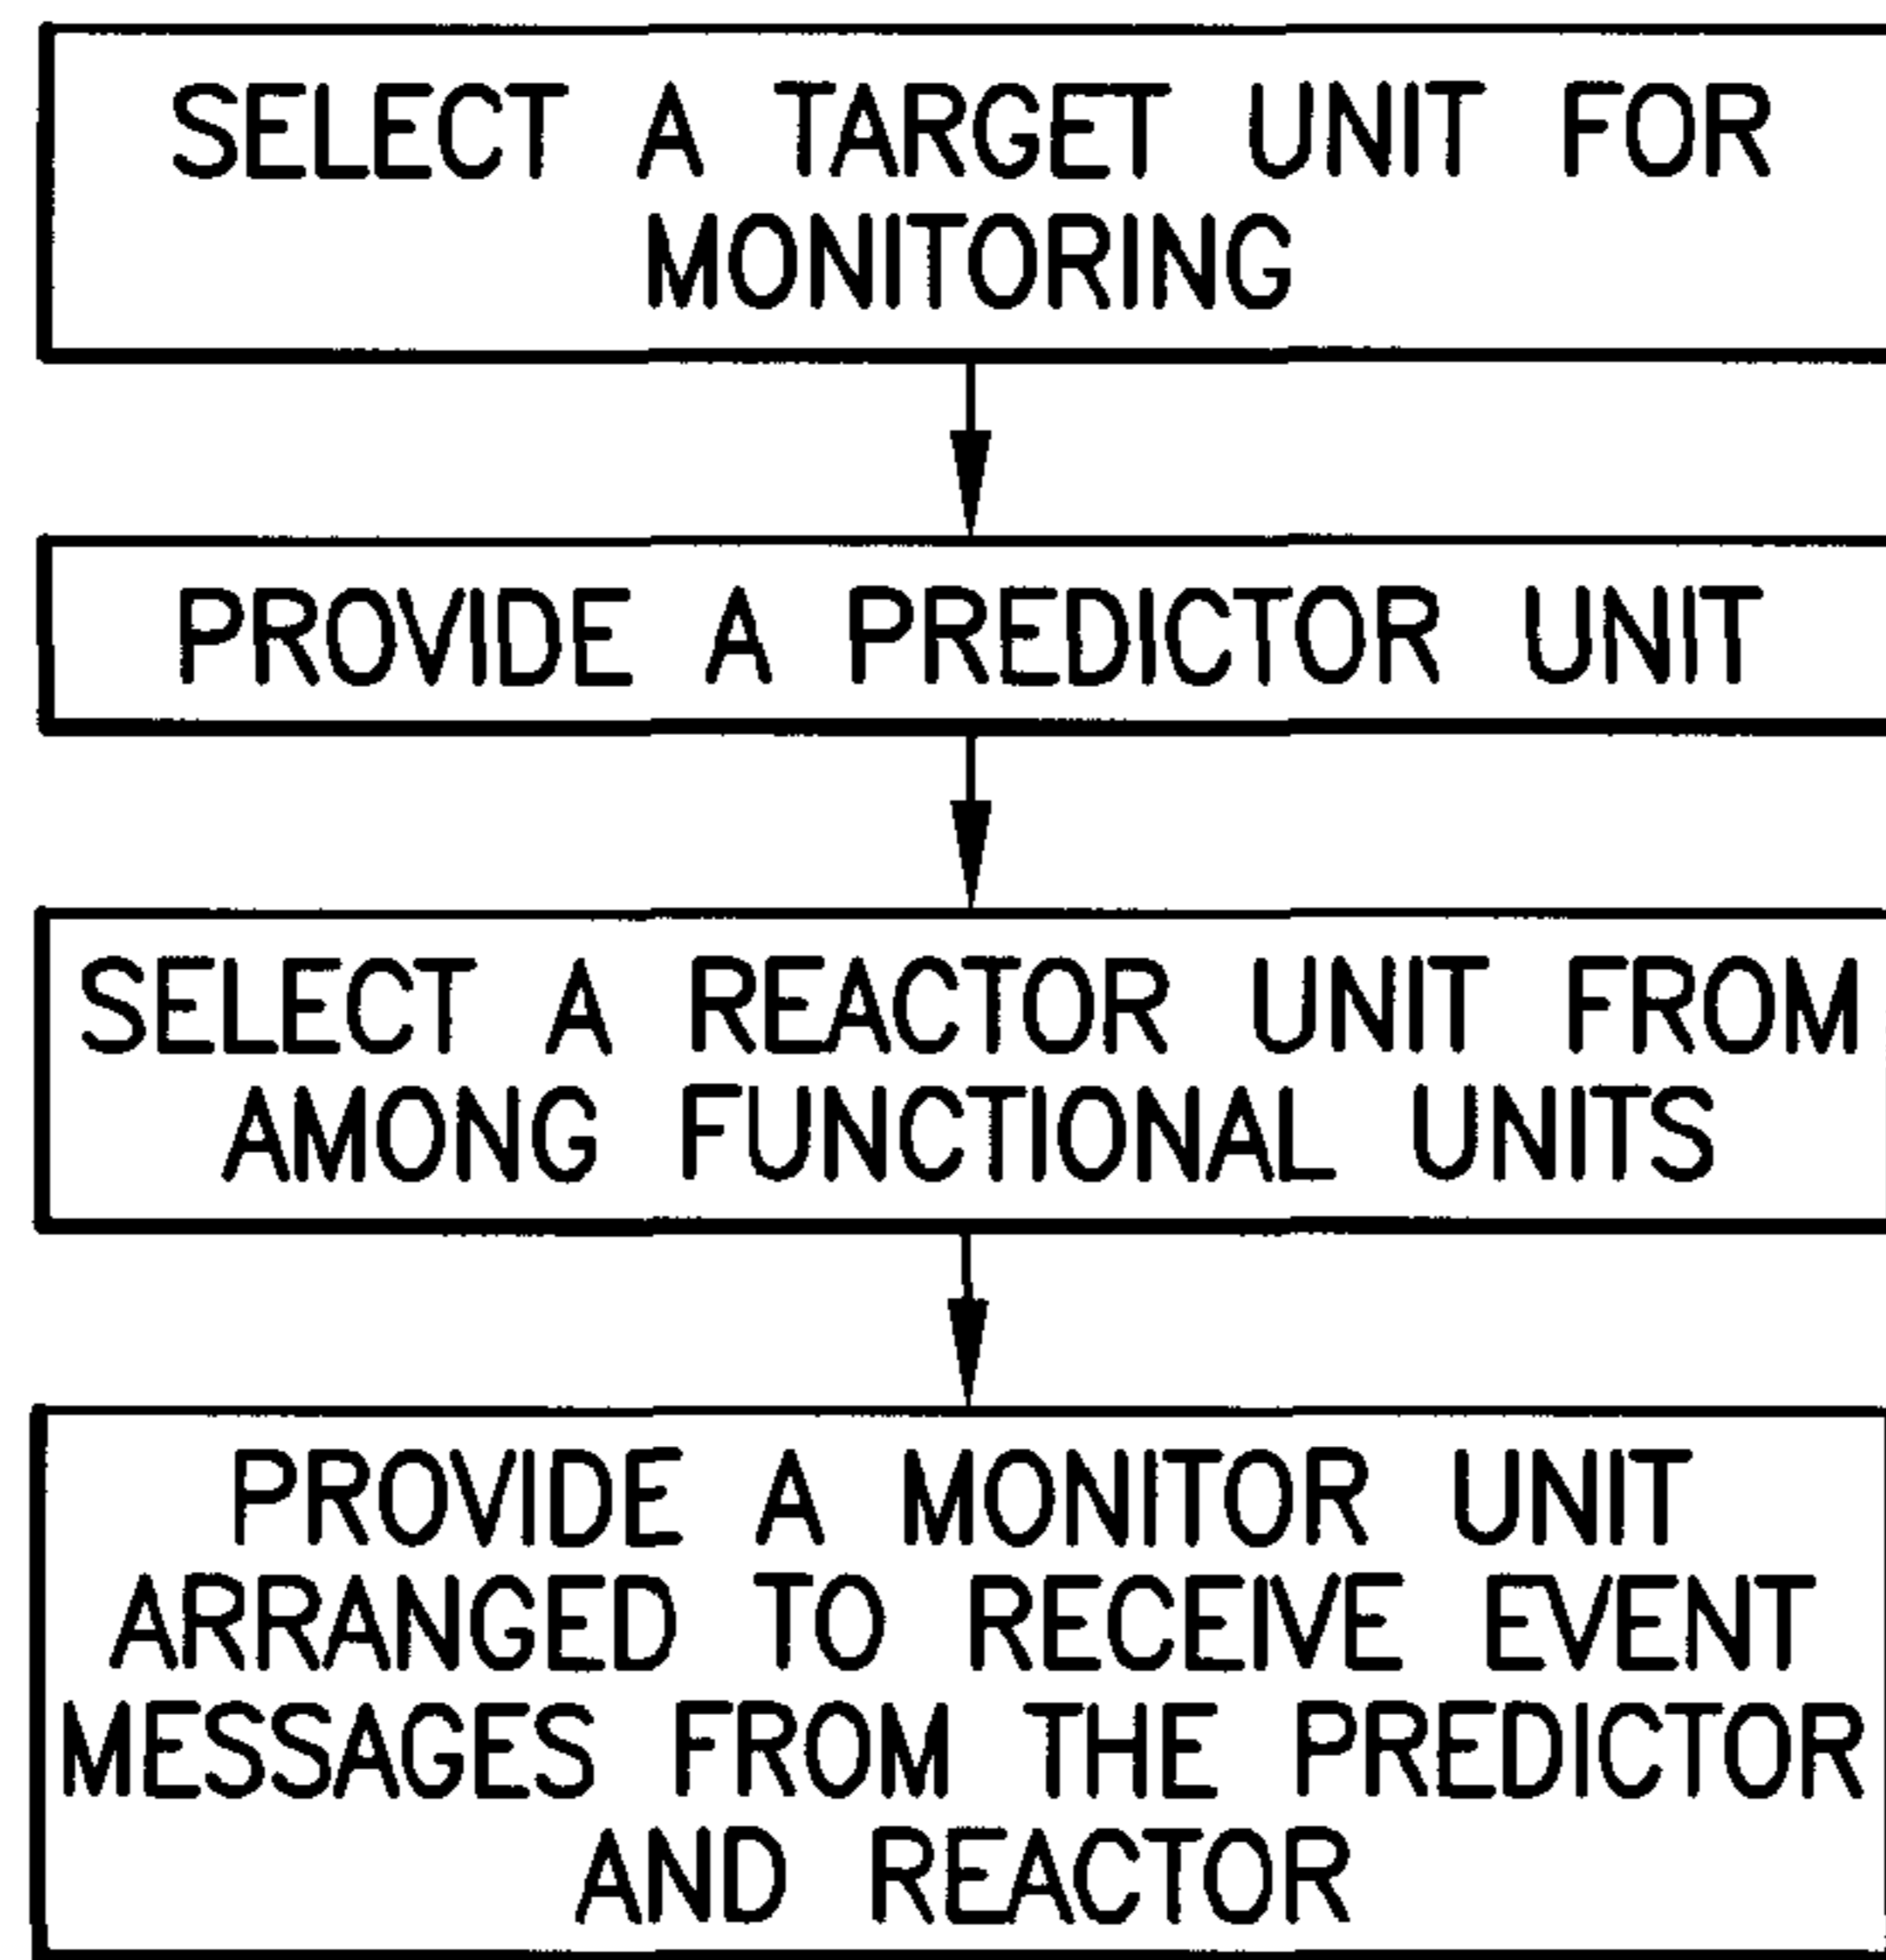 SELECT A TARGET UNIT FOR
MONITORING
PROVIDE A PREDICTOR UNIT
SELECT A REACTOR UNIT FROM
AMONG FUNCTIONAL UNITS
PROVIDE A MONITOR UNIT
ARRANGED TO RECEIVE EVENT
MESSAGES FROM THE PREDICTOR
AND REACTOR